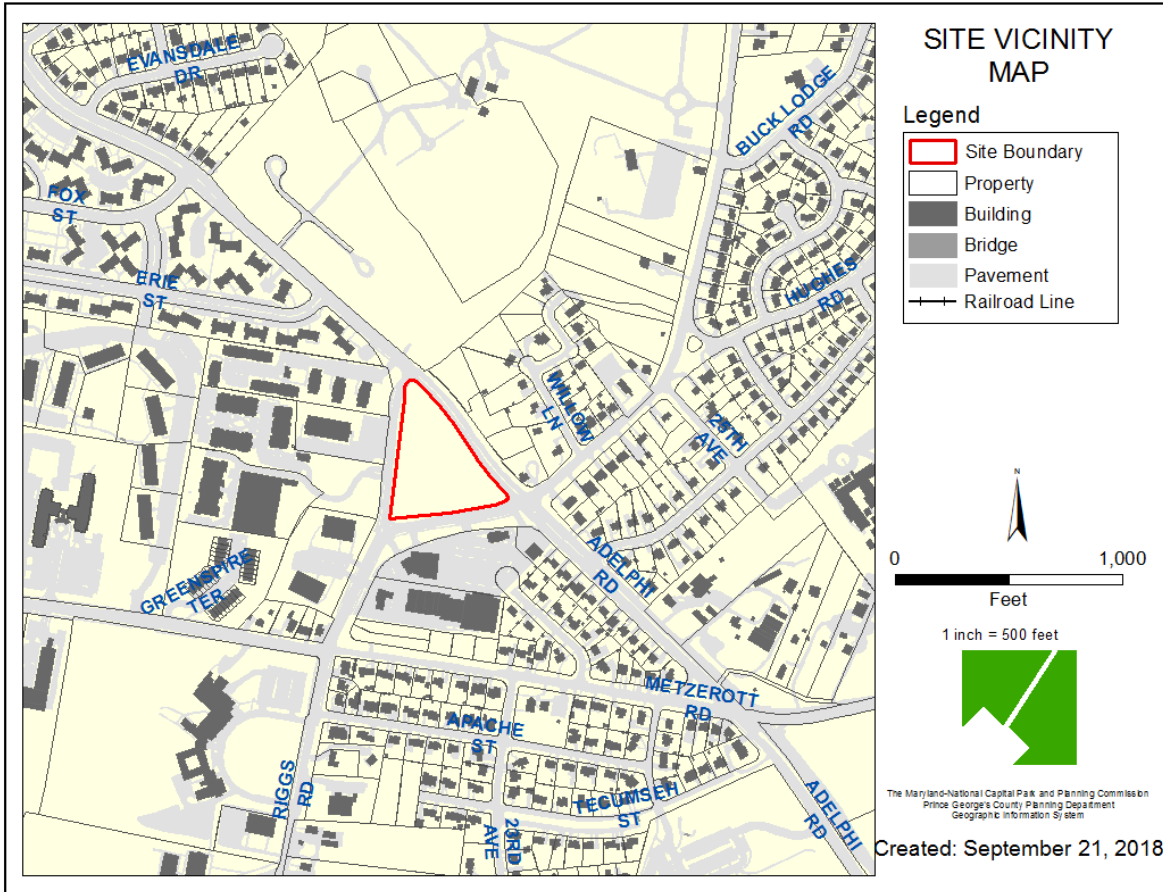 EVANSDALE
DR
FOX
ST
ERIE
ST
BUCK LODGE
RD
HUGHES
RD
WILLOW
LN
25TH
AVE
GREENSPIRE
TER
ADELPHI
RD
METZEROTT
RD
APACHE
ST
TECUMSEH
ST
RIGGS
RD
23RD
AVE
ADELPHI
RD
SITE VICINITY
MAP
Legend
Site Boundary
Property
Building
Bridge
Pavement
Railroad Line
N
0 1,000
Feet
1 inch = 500 feet
The Maryland-National Capital Park and Planning Commission
Prince George's County Planning Department
Geographic Information System
Created: September 21, 2018